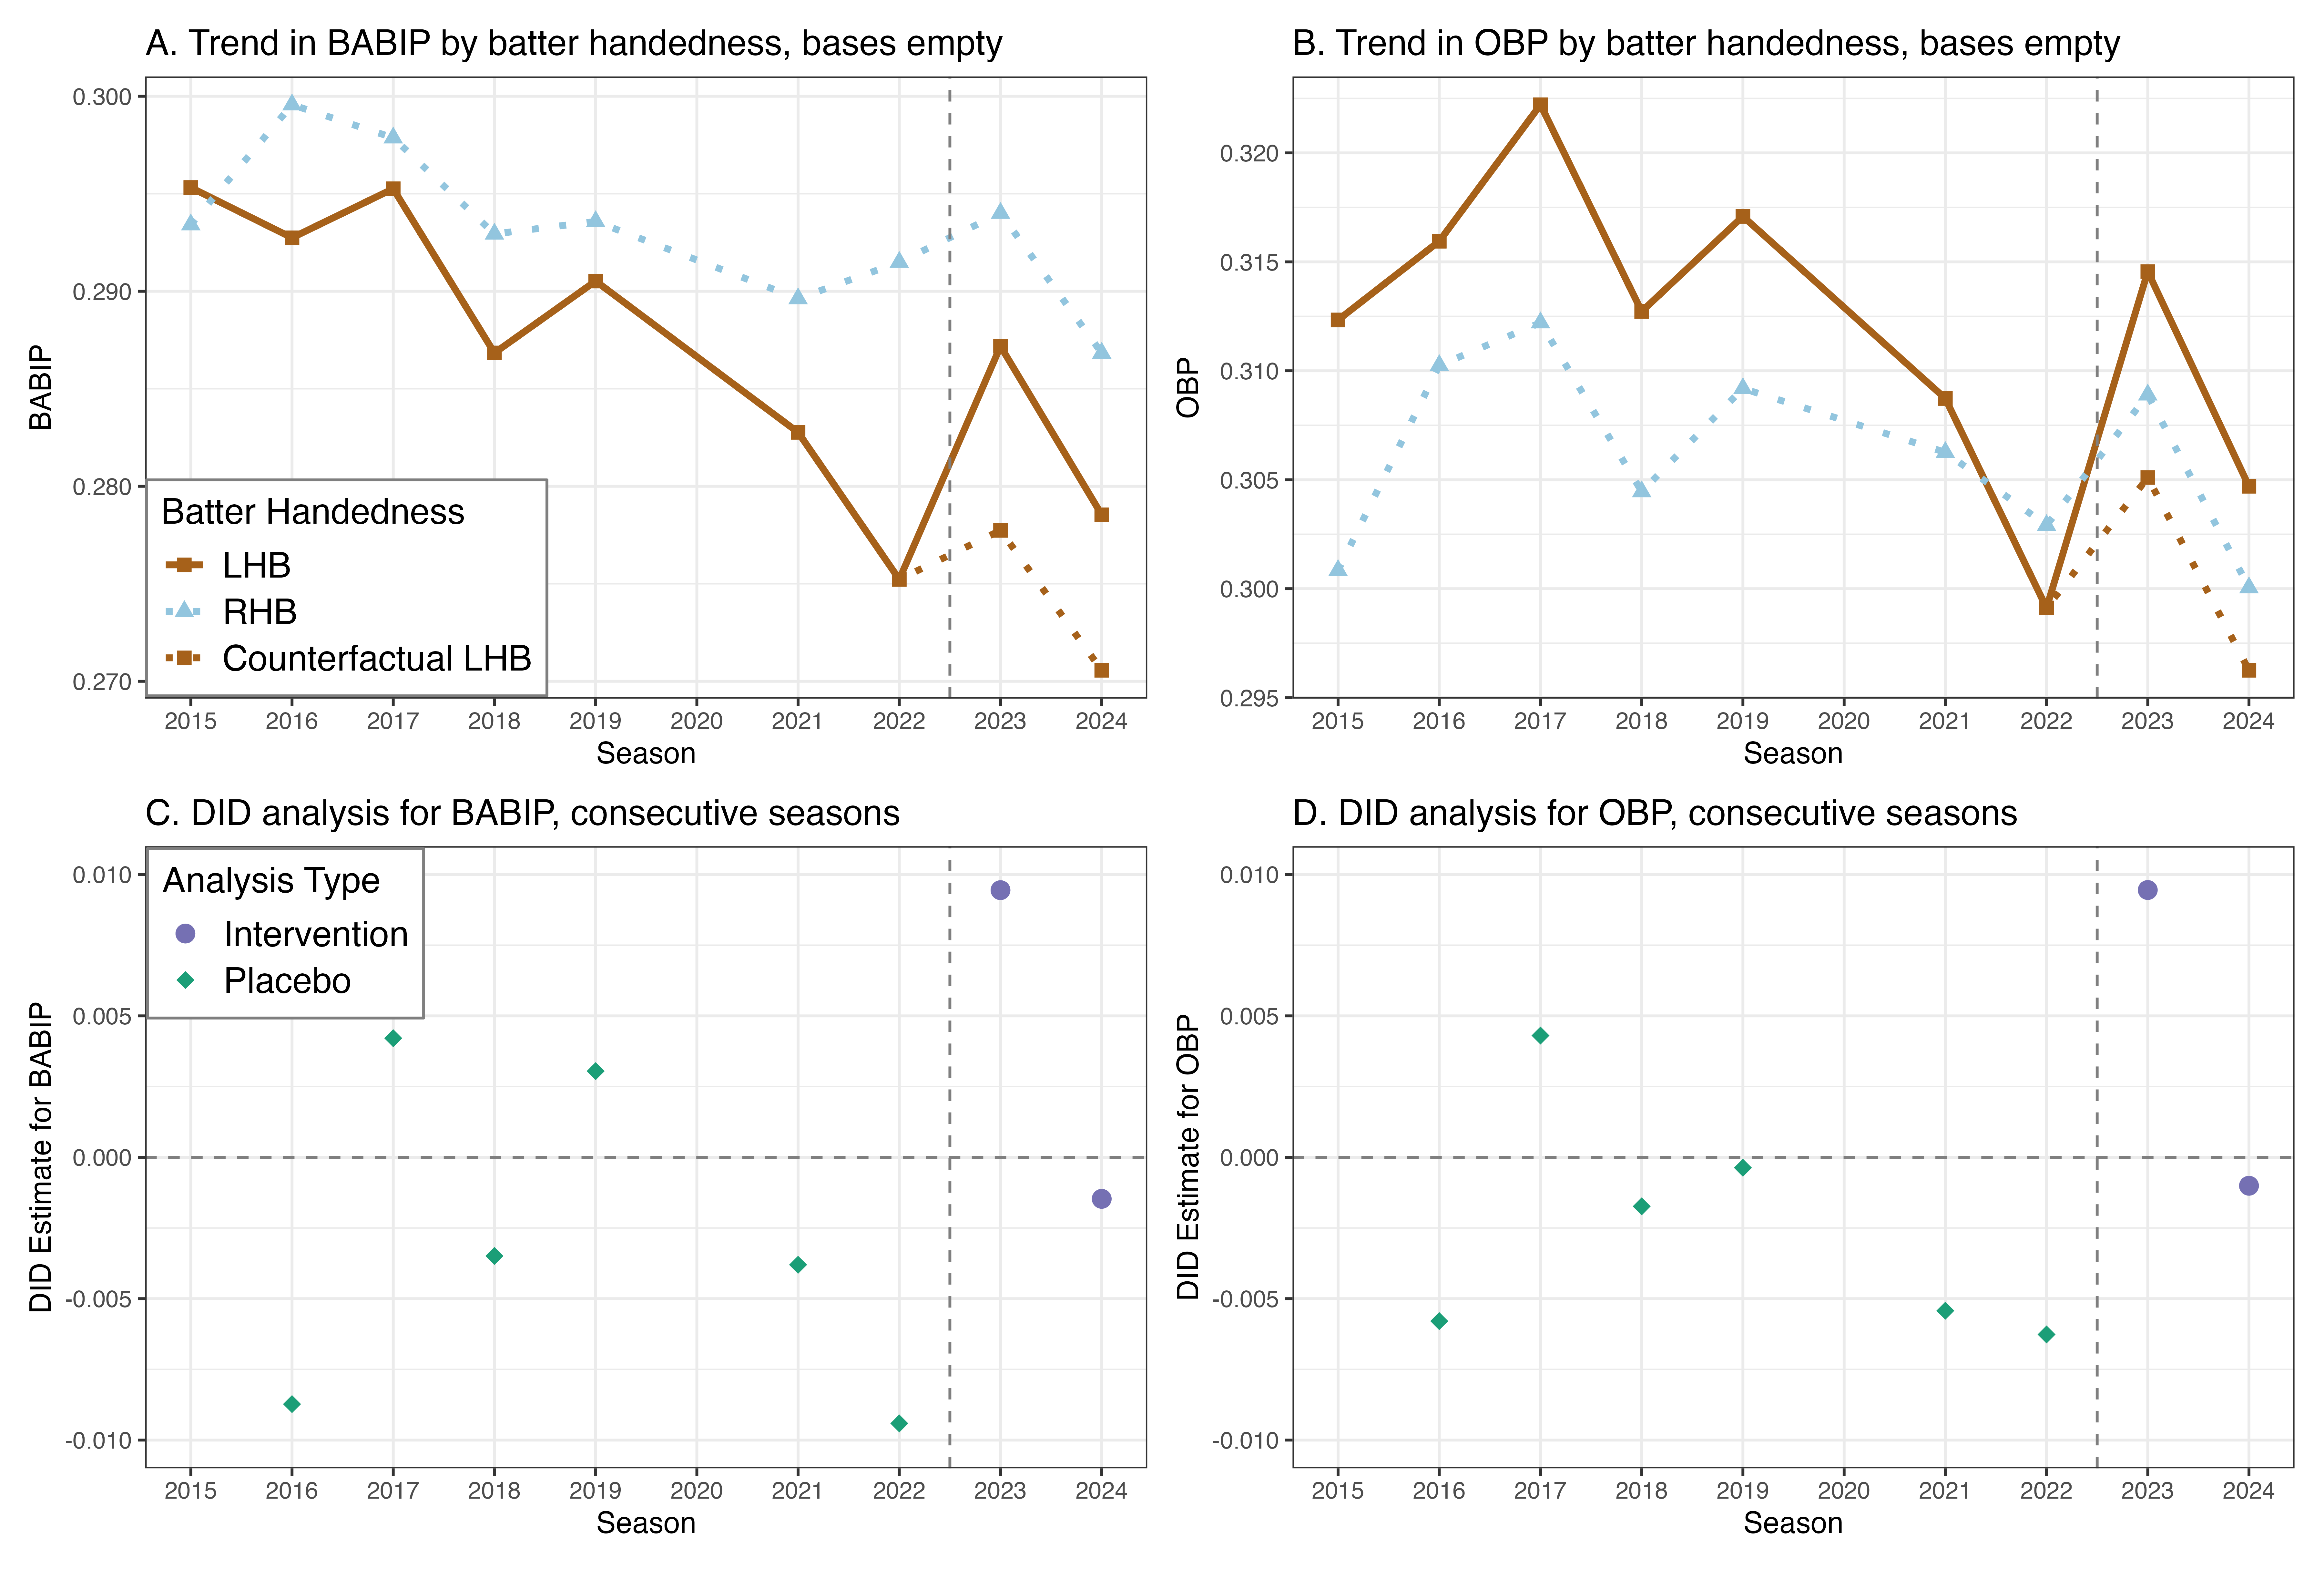 A. Trend in BABIP by batter handedness, bases empty
0.300
0.290
0.280
0.270
BABIP
Batter Handedness
LHB
RHB
Counterfactual LHB
2015 2016 2017 2018 2019 2020 2021 2022 2023 2024
Season
B. Trend in OBP by batter handedness, bases empty
0.320
0.315
0.310
0.305
0.300
0.295
OBP
2015 2016 2017 2018 2019 2020 2021 2022 2023 2024
Season
C. DID analysis for BABIP, consecutive seasons
0.010
0.005
0.000
-0.005
-0.010
DID Estimate for BABIP
Analysis Type
Intervention
Placebo
2015 2016 2017 2018 2019 2020 2021 2022 2023 2024
Season
D. DID analysis for OBP, consecutive seasons
0.010
0.005
0.000
-0.005
-0.010
DID Estimate for OBP
2015 2016 2017 2018 2019 2020 2021 2022 2023 2024
Season